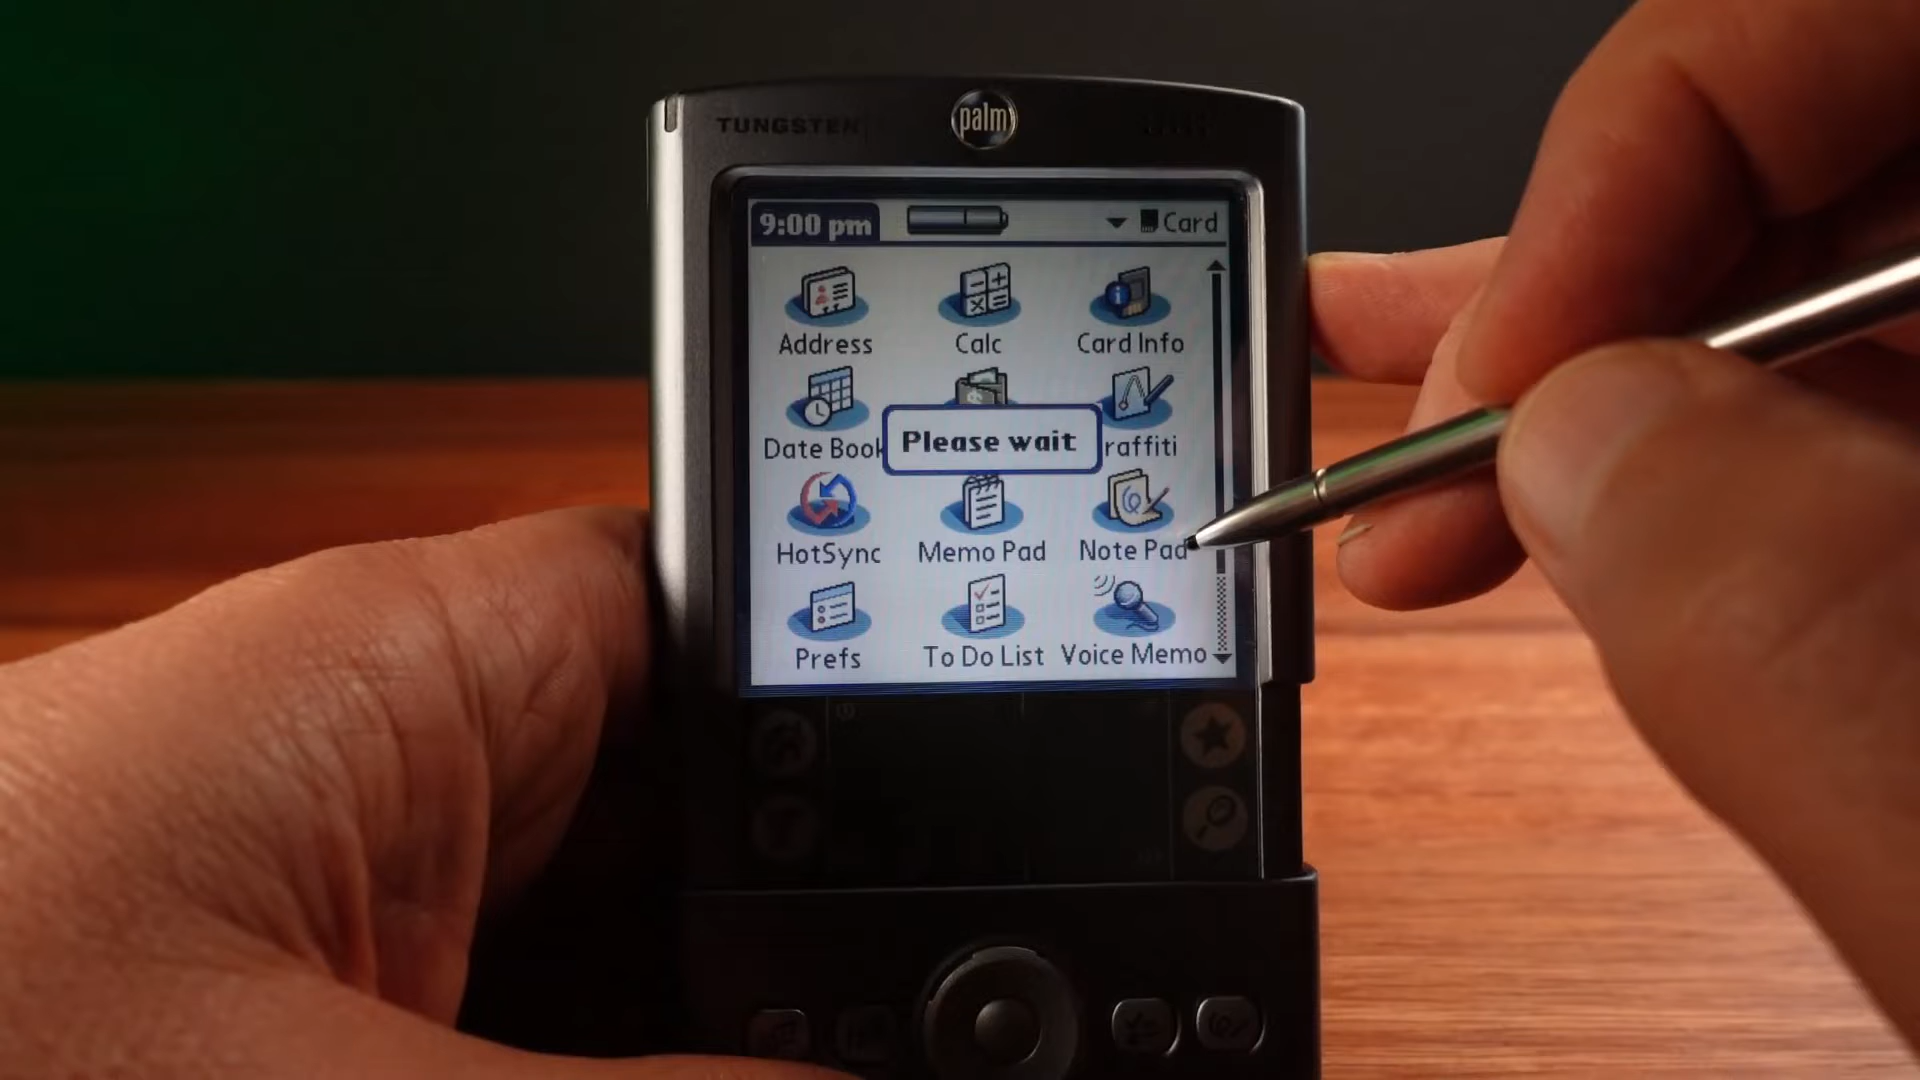 TUNGSTEN
palm
9:00 pm
Card
Address Calc Card Info
Date Book raffiti
Please wait
HotSync Memo Pad Note Pad
Prefs To Do List Voice Memo